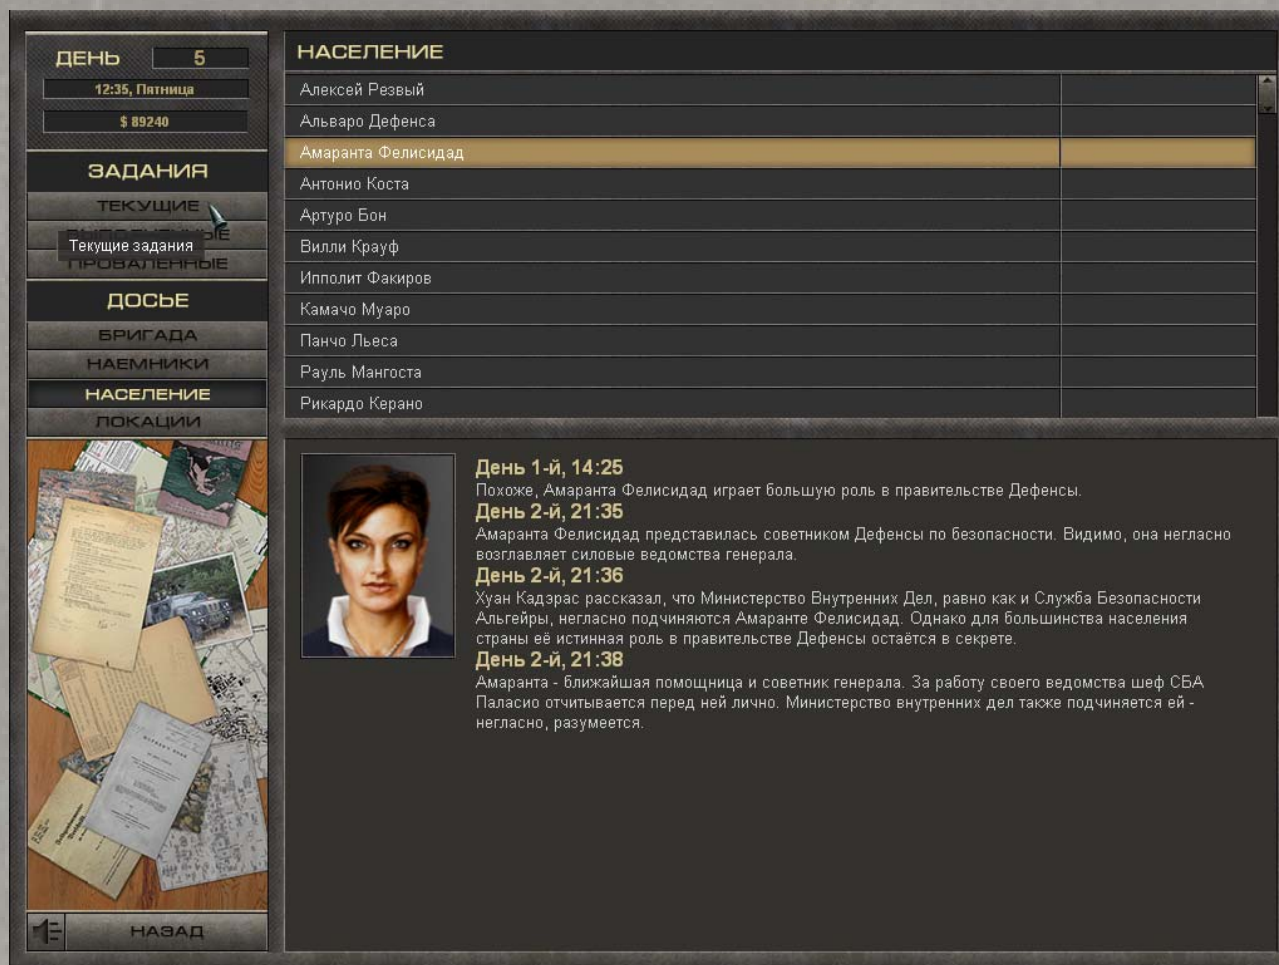 ДЕНЬ 5
12:35, Пятница
$ 89240
ЗАДАНИЯ
ТЕКУЩИЕ
Текущие задания
ПРОВАЛЕННЫЕ
ДОСЬЕ
БРИГАДА
НАЕМНИКИ
НАСЕЛЕНИЕ
ЛОКАЦИИ
НАЗАД
НАСЕЛЕНИЕ
Алексей Резвый
Альваро Дефенса
Амаранта Фелисидад
Антонио Коста
Артуро Бон
Вилли Крауф
Ипполит Факиров
Камачо Муаро
Панчо Льеса
Рауль Мангоста
Рикардо Керано
День 1-й, 14:25
Похоже, Амаранта Фелисидад играет большую роль в правительстве Дефенсы.
День 2-й, 21:35
Амаранта Фелисидад представилась советником Дефенсы по безопасности. Видимо, она негласно
возглавляет силовые ведомства генерала.
День 2-й, 21:36
Хуан Кадэрас рассказал, что Министерство Внутренних Дел, равно как и Служба Безопасности
Альгейры, негласно подчиняются Амаранте Фелисидад. Однако для большинства населения
страны её истинная роль в правительстве Дефенсы остаётся в секрете.
День 2-й, 21:38
Амаранта - ближайшая помощница и советник генерала. За работу своего ведомства шеф СБА
Паласио отчитывается перед ней лично. Министерство внутренних дел также подчиняется ей -
негласно, разумеется.